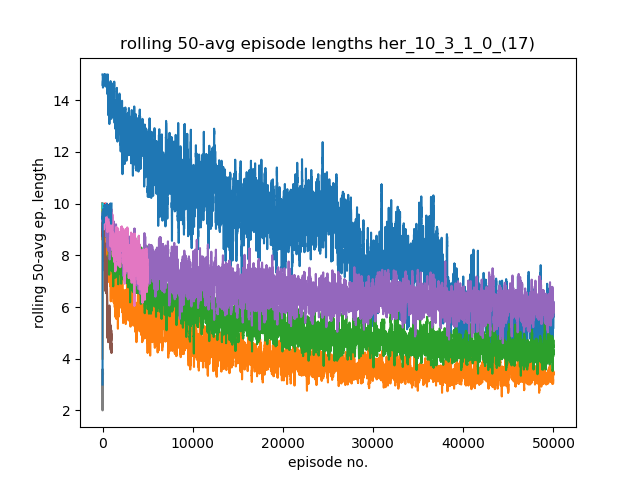 rolling 50-avg episode lengths her_10_3_1_0_(17)
rolling 50-avg ep. length
14
12
10
8
6
4
2
0 10000 20000 30000 40000 50000
episode no.